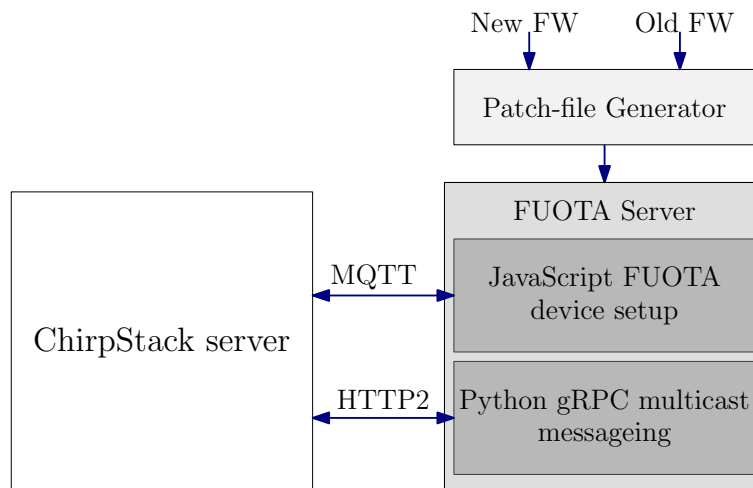 New FW
Old FW
Patch-file Generator
FUOTA Server
MQTT
JavaScript FUOTA
device setup
ChirpStack server
HTTP2
Python gRPC multicast
messageing